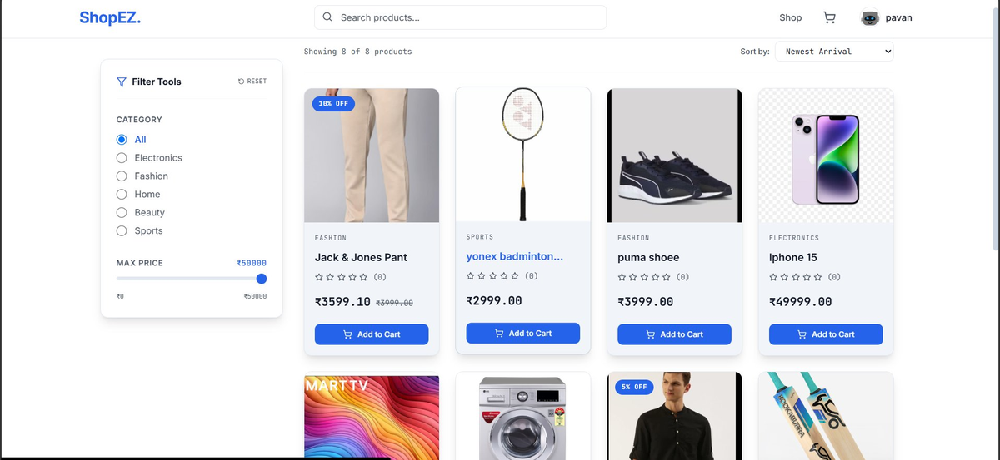 ShopEZ.
Search products...
Shop
pavan
Showing 8 of 8 products
Sort by:
Newest Arrival
Filter Tools
RESET
CATEGORY
All
Electronics
Fashion
Home
Beauty
Sports
MAX PRICE
₹50000
₹0
₹50000
10% OFF
FASHION
Jack & Jones Pant
(0)
₹3599.10 ₹3999.00
Add to Cart
SPORTS
yonex badminton...
(0)
₹2999.00
Add to Cart
FASHION
puma shoee
(0)
₹3999.00
Add to Cart
ELECTRONICS
Iphone 15
(0)
₹49999.00
Add to Cart
MART TV
LG
5% OFF
KOOKABURRA